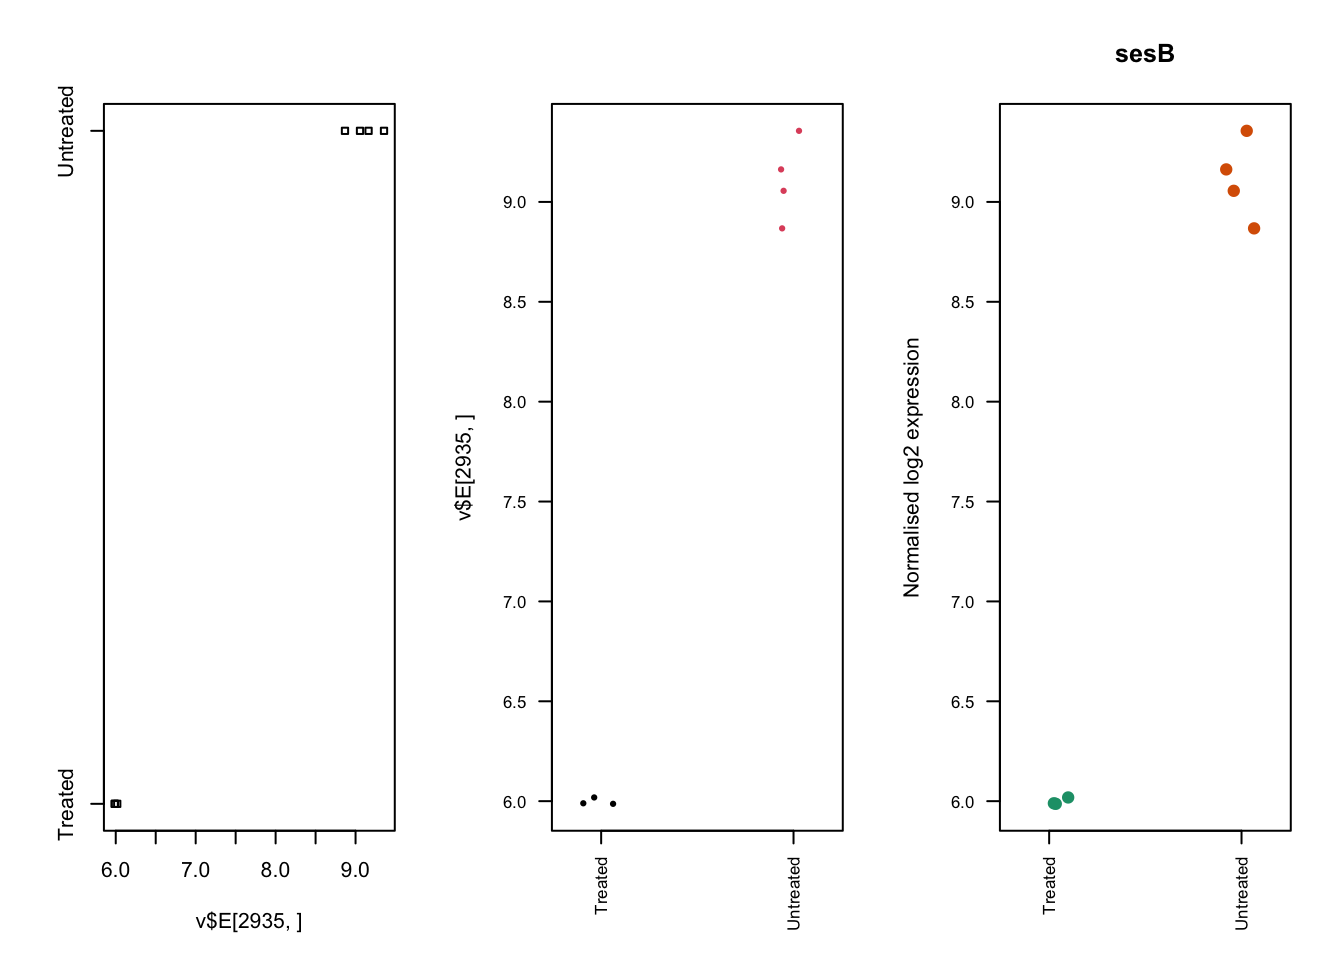 Untreated
Treated
6.0 7.0 8.0 9.0
v$E[2935, ]
v$E[2935, ]
9.0
8.5
8.0
7.5
7.0
6.5
6.0
Treated Untreated
sesB
Normalised log2 expression
9.0
8.5
8.0
7.5
7.0
6.5
6.0
Treated Untreated